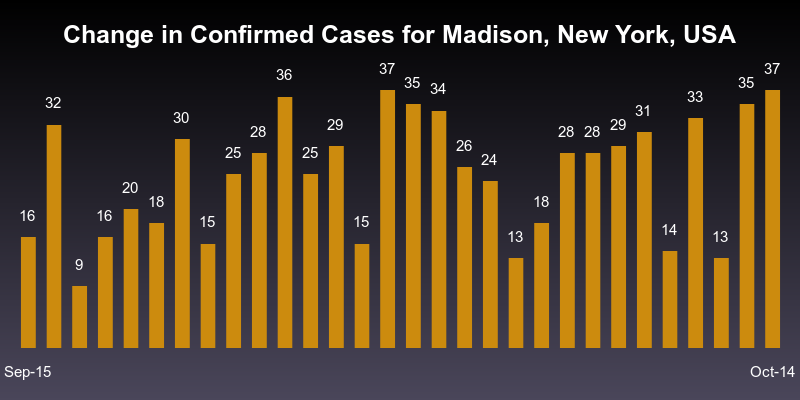 Change in Confirmed Cases for Madison, New York, USA
16 32 9 16 20 18 30 15 25 28 36 25 29 15 37 35 34 26 24 13 18 28 28 29 31 14 33 13 35 37
Sep-15 Oct-14